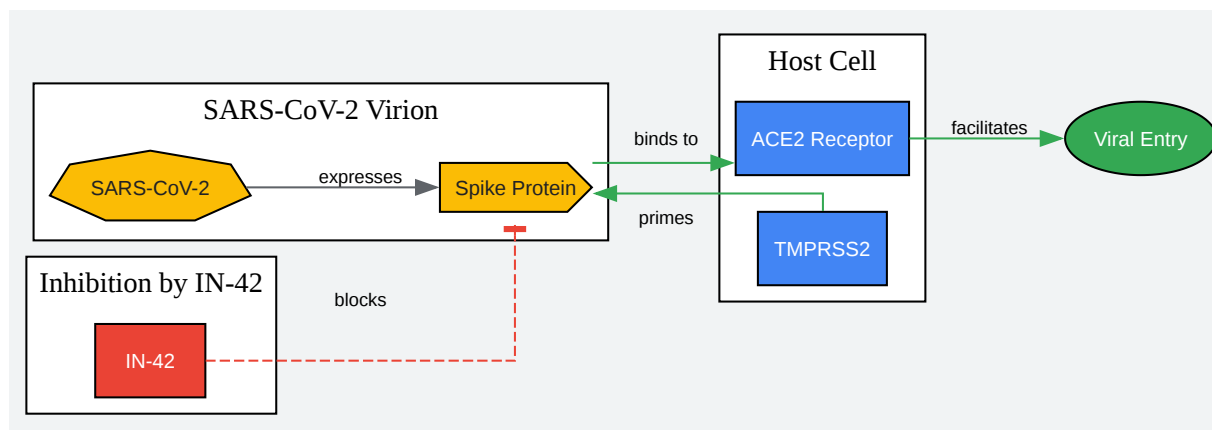 Host Cell
SARS-CoV-2 Virion
ACE2 Receptor
facilitates
Viral Entry
binds to
SARS-CoV-2
expresses
Spike Protein
primes
TMPRSS2
Inhibition by IN-42
blocks
IN-42